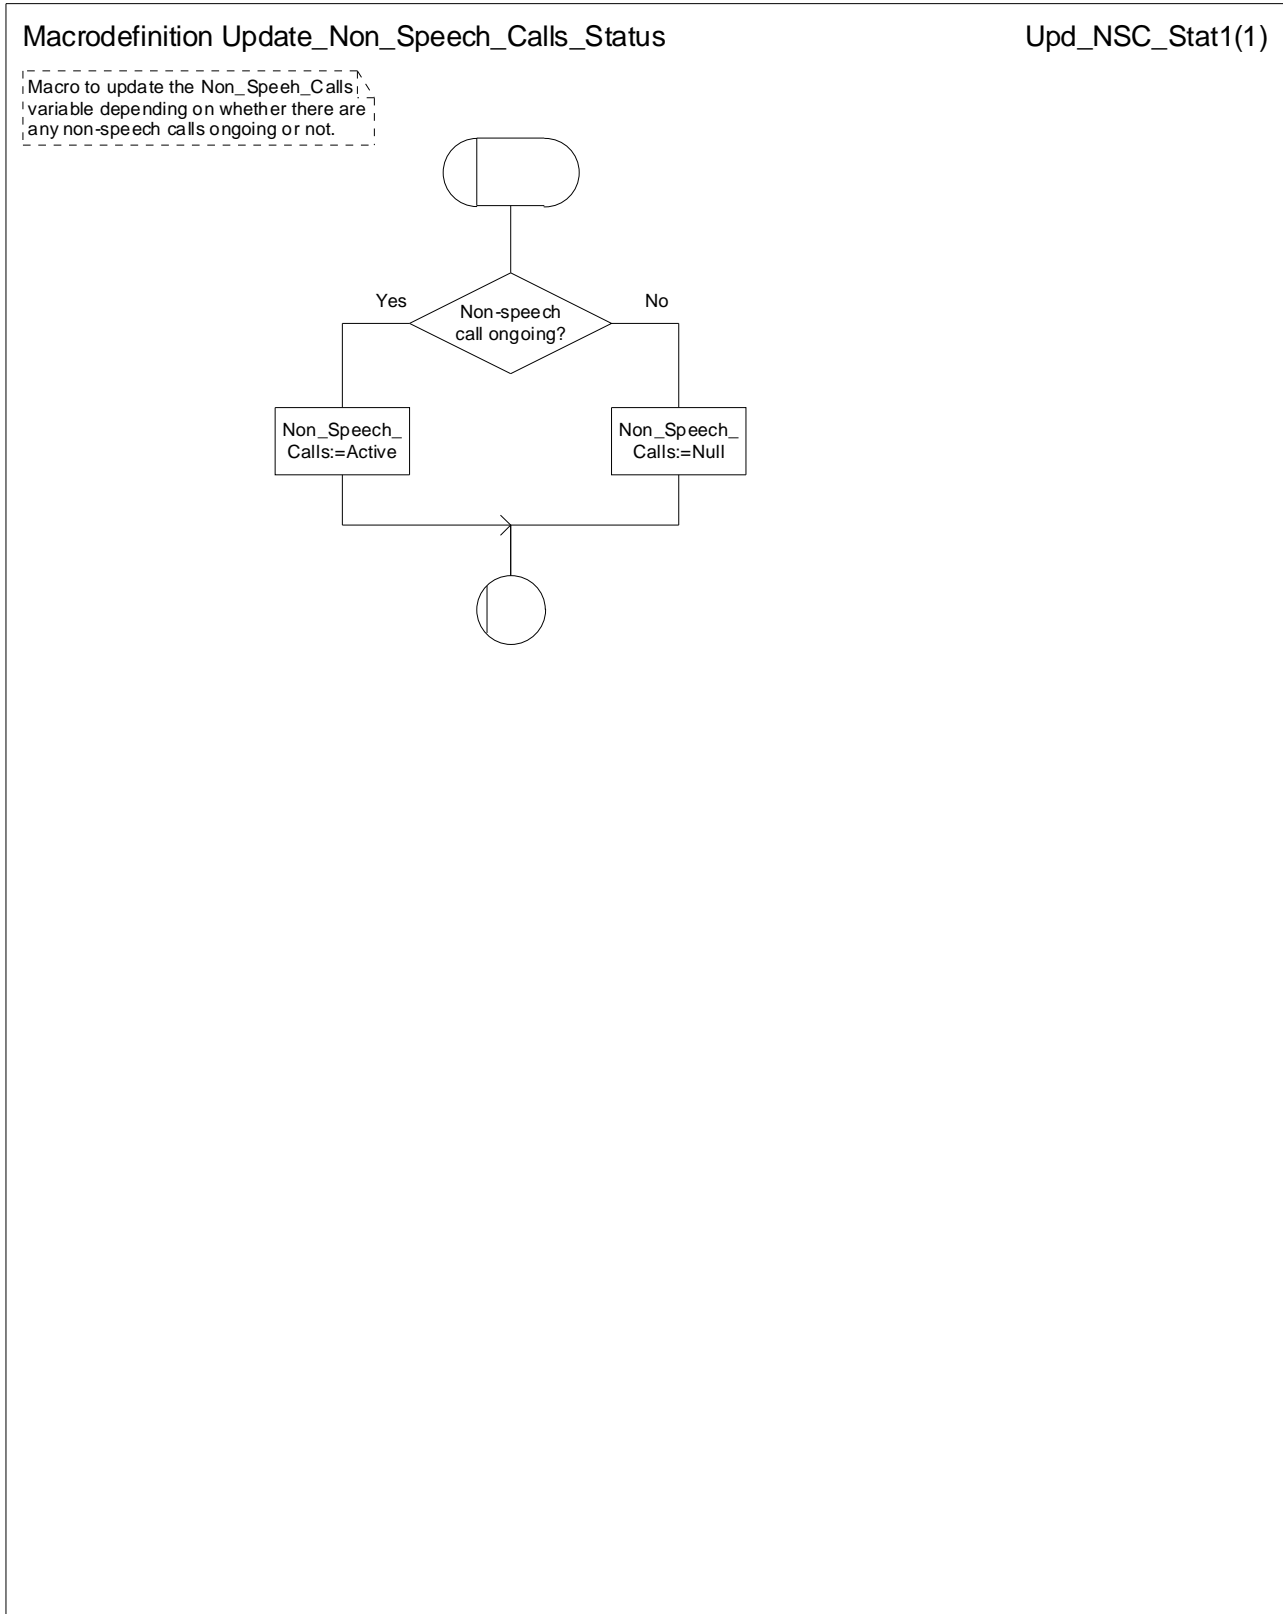 Macrodefinition Update_Non_Speech_Calls_Status
Upd_NSC_Stat1(1)
Macro to update the Non_Speeh_Calls
variable depending on whether there are
any non-speech calls ongoing or not.
Yes
No
Non-speech
call ongoing?
Non_Speech_
Calls:=Active
Non_Speech_
Calls:=Null